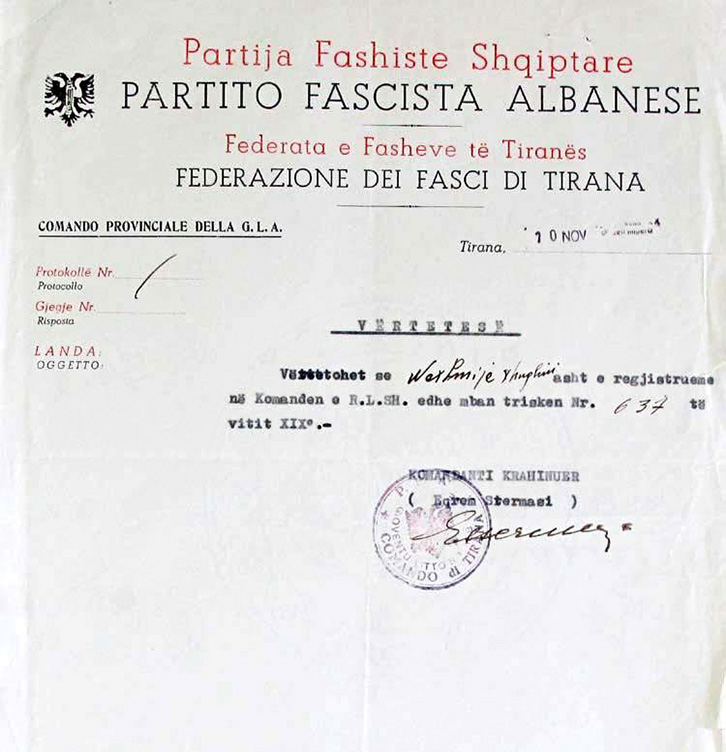 Partija Fashiste Shqiptare
PARTITO FASCISTA ALBANESE
Federata e Fasheve të Tiranës
FEDERAZIONE DEI FASCI DI TIRANA
COMANDO PROVINCIALE DELLA G.L.A.
Tirana, 10 NOV
Protokollë Nr.
Protocollo
Gjegje Nr.
Risposta
LANDA:
OGGETTO:
VËRTETESË
Vërtetohet se asht e regjistrueme
në Komanden e R.L.SH. edhe mban trisken Nr. 637 të
vitit XIXº.-
KOMANDANTI KRAHINUER
( Eqrem Stermasi )
COMANDO di TIRANA